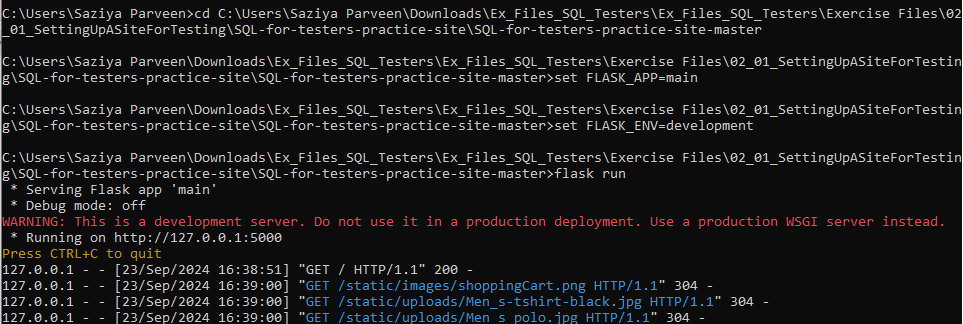 C:\Users\Saziya Parveen>cd C:\Users\Saziya Parveen\Downloads\Ex_Files_SQL_Testers\Ex_Files_SQL_Testers\Exercise Files\02
_01_SettingUpASiteForTesting\SQL-for-testers-practice-site\SQL-for-testers-practice-site-master
C:\Users\Saziya Parveen\Downloads\Ex_Files_SQL_Testers\Ex_Files_SQL_Testers\Exercise Files\02_01_SettingUpASiteForTestin
g\SQL-for-testers-practice-site\SQL-for-testers-practice-site-master>set FLASK_APP=main
C:\Users\Saziya Parveen\Downloads\Ex_Files_SQL_Testers\Ex_Files_SQL_Testers\Exercise Files\02_01_SettingUpASiteForTestin
g\SQL-for-testers-practice-site\SQL-for-testers-practice-site-master>set FLASK_ENV=development
C:\Users\Saziya Parveen\Downloads\Ex_Files_SQL_Testers\Ex_Files_SQL_Testers\Exercise Files\02_01_SettingUpASiteForTestin
g\SQL-for-testers-practice-site\SQL-for-testers-practice-site-master>flask run
 * Serving Flask app 'main'
 * Debug mode: off
WARNING: This is a development server. Do not use it in a production deployment. Use a production WSGI server instead.
 * Running on http://127.0.0.1:5000
Press CTRL+C to quit
127.0.0.1 - - [23/Sep/2024 16:38:51] "GET / HTTP/1.1" 200 -
127.0.0.1 - - [23/Sep/2024 16:39:00] "GET /static/images/shoppingCart.png HTTP/1.1" 304 -
127.0.0.1 - - [23/Sep/2024 16:39:00] "GET /static/uploads/Men_s-tshirt-black.jpg HTTP/1.1" 304 -
127.0.0.1 - - [23/Sep/2024 16:39:00] "GET /static/uploads/Men_s_polo.jpg HTTP/1.1" 304 -